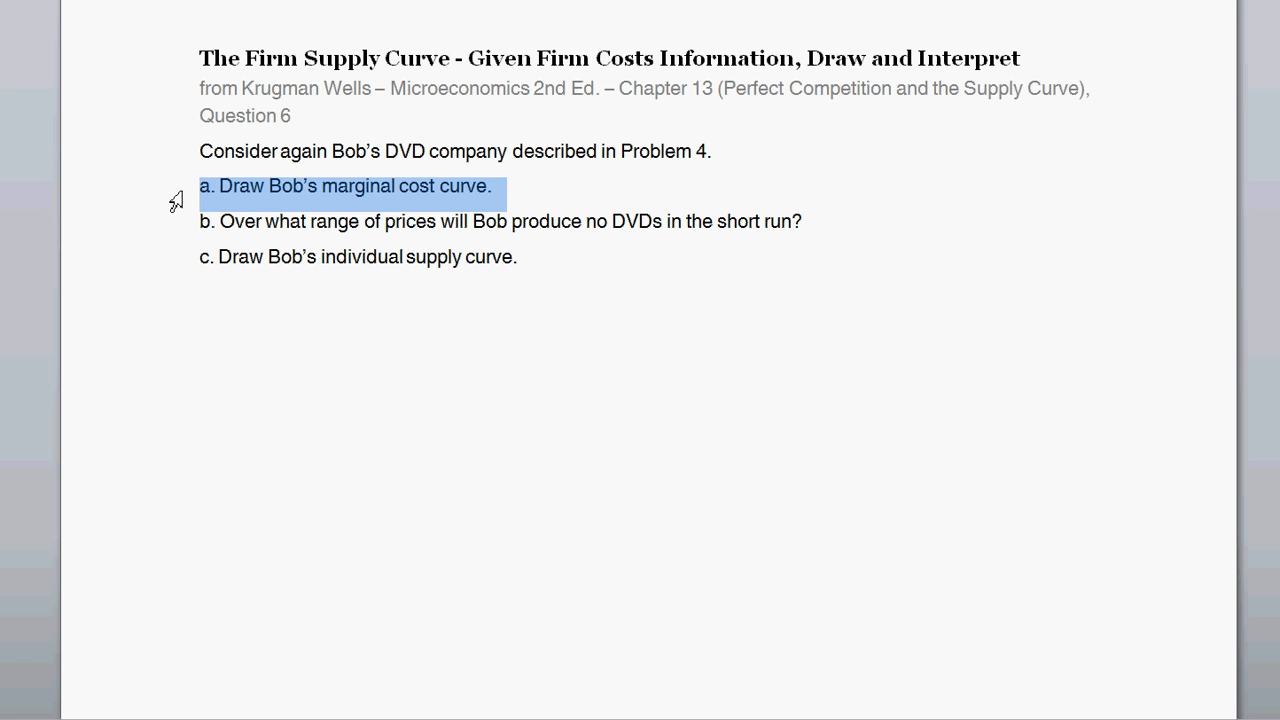 The Firm Supply Curve - Given Firm Costs Information, Draw and Interpret
from Krugman Wells – Microeconomics 2nd Ed. – Chapter 13 (Perfect Competition and the Supply Curve),
Question 6
Consider again Bob’s DVD company described in Problem 4.
a. Draw Bob’s marginal cost curve.
b. Over what range of prices will Bob produce no DVDs in the short run?
c. Draw Bob’s individual supply curve.